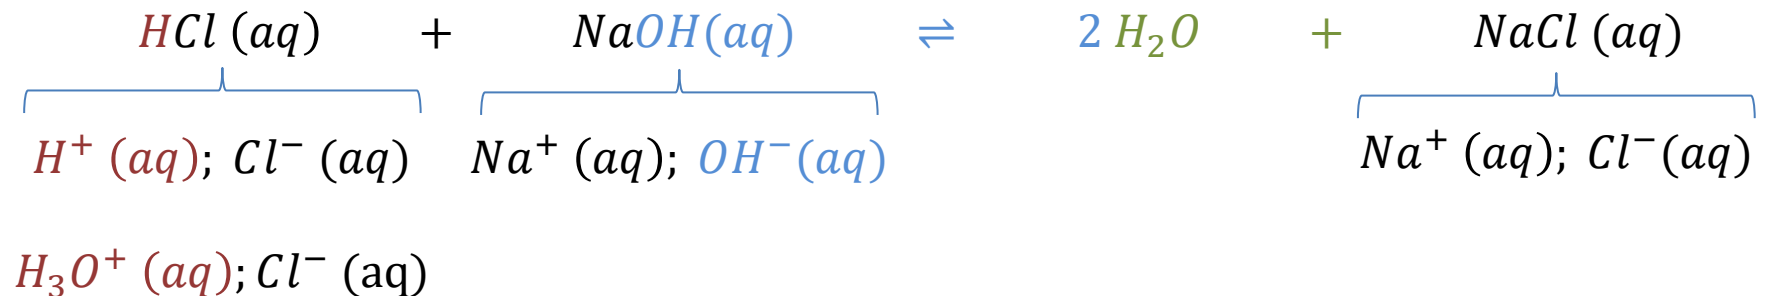 HCl (aq) + NaOH(aq) ⇌ 2 H₂O + NaCl (aq)
H⁺ (aq); Cl⁻ (aq) Na⁺ (aq); OH⁻(aq) Na⁺ (aq); Cl⁻(aq)
H₃O⁺ (aq); Cl⁻ (aq)